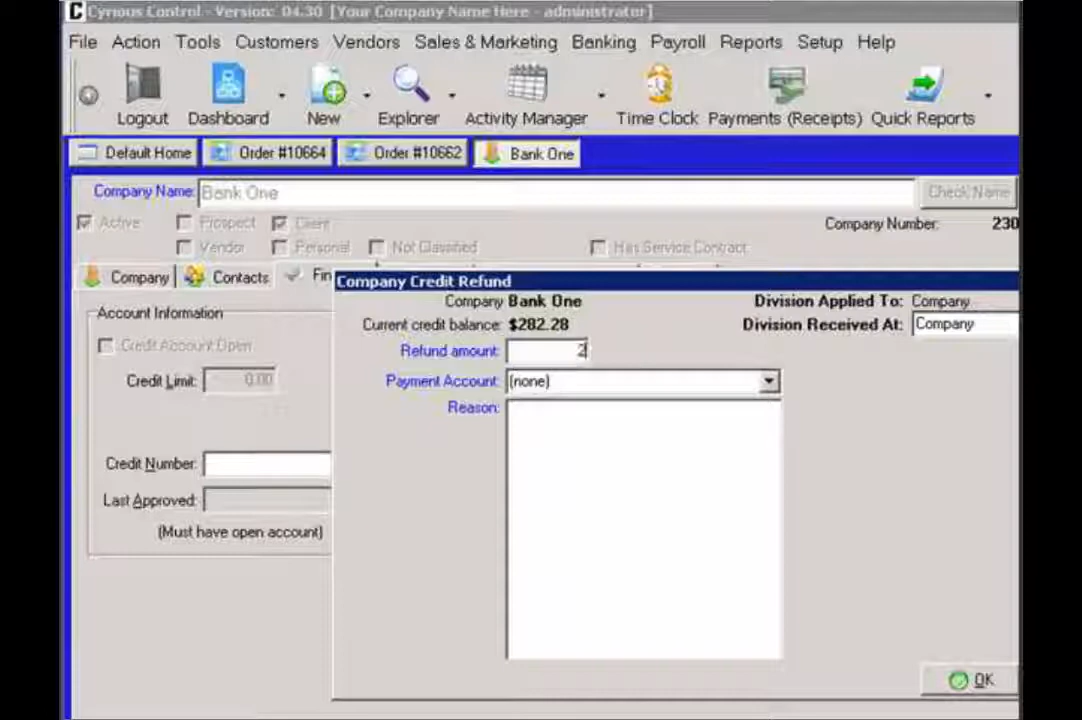 Cyrious Control - Version: 04.30 [Your Company Name Here - administrator]
File Action Tools Customers Vendors Sales & Marketing Banking Payroll Reports Setup Help
Logout Dashboard New Explorer Activity Manager Time Clock Payments (Receipts) Quick Reports
Default Home Order #10664 Order #10662 Bank One
Company Name: Bank One Check Name
Active Prospect Client Company Number: 230
Vendor Personal Not Classified Has Service Contract
Company Contacts Fin
Company Credit Refund
Account Information
Company Bank One Division Applied To: Company
Current credit balance: $282.28 Division Received At: Company
Credit Account Open Refund amount: 2
Credit Limit: 0.00 Payment Account: (none)
Reason:
Credit Number:
Last Approved:
(Must have open account)
OK